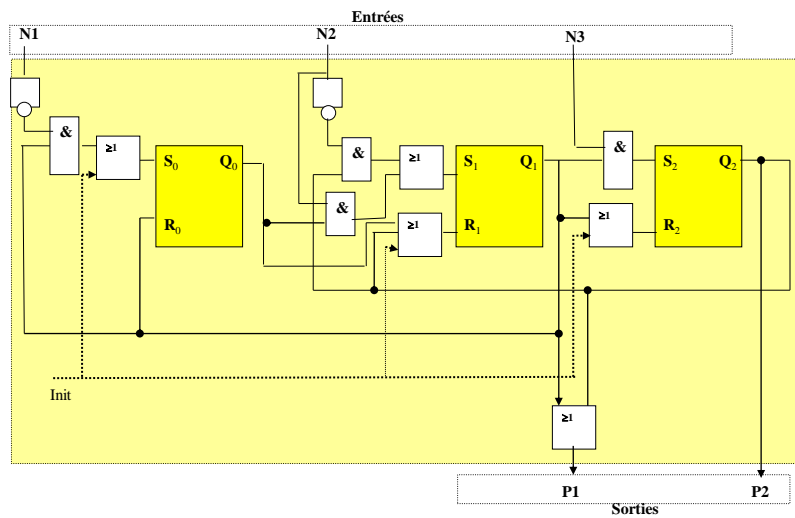 Entrées
N1 N2 N3
& ≥1 S₀ Q₀ R₀
& & ≥1 ≥1 S₁ Q₁ R₁
& ≥1 S₂ Q₂ R₂
Init
≥1
P1 P2
Sorties